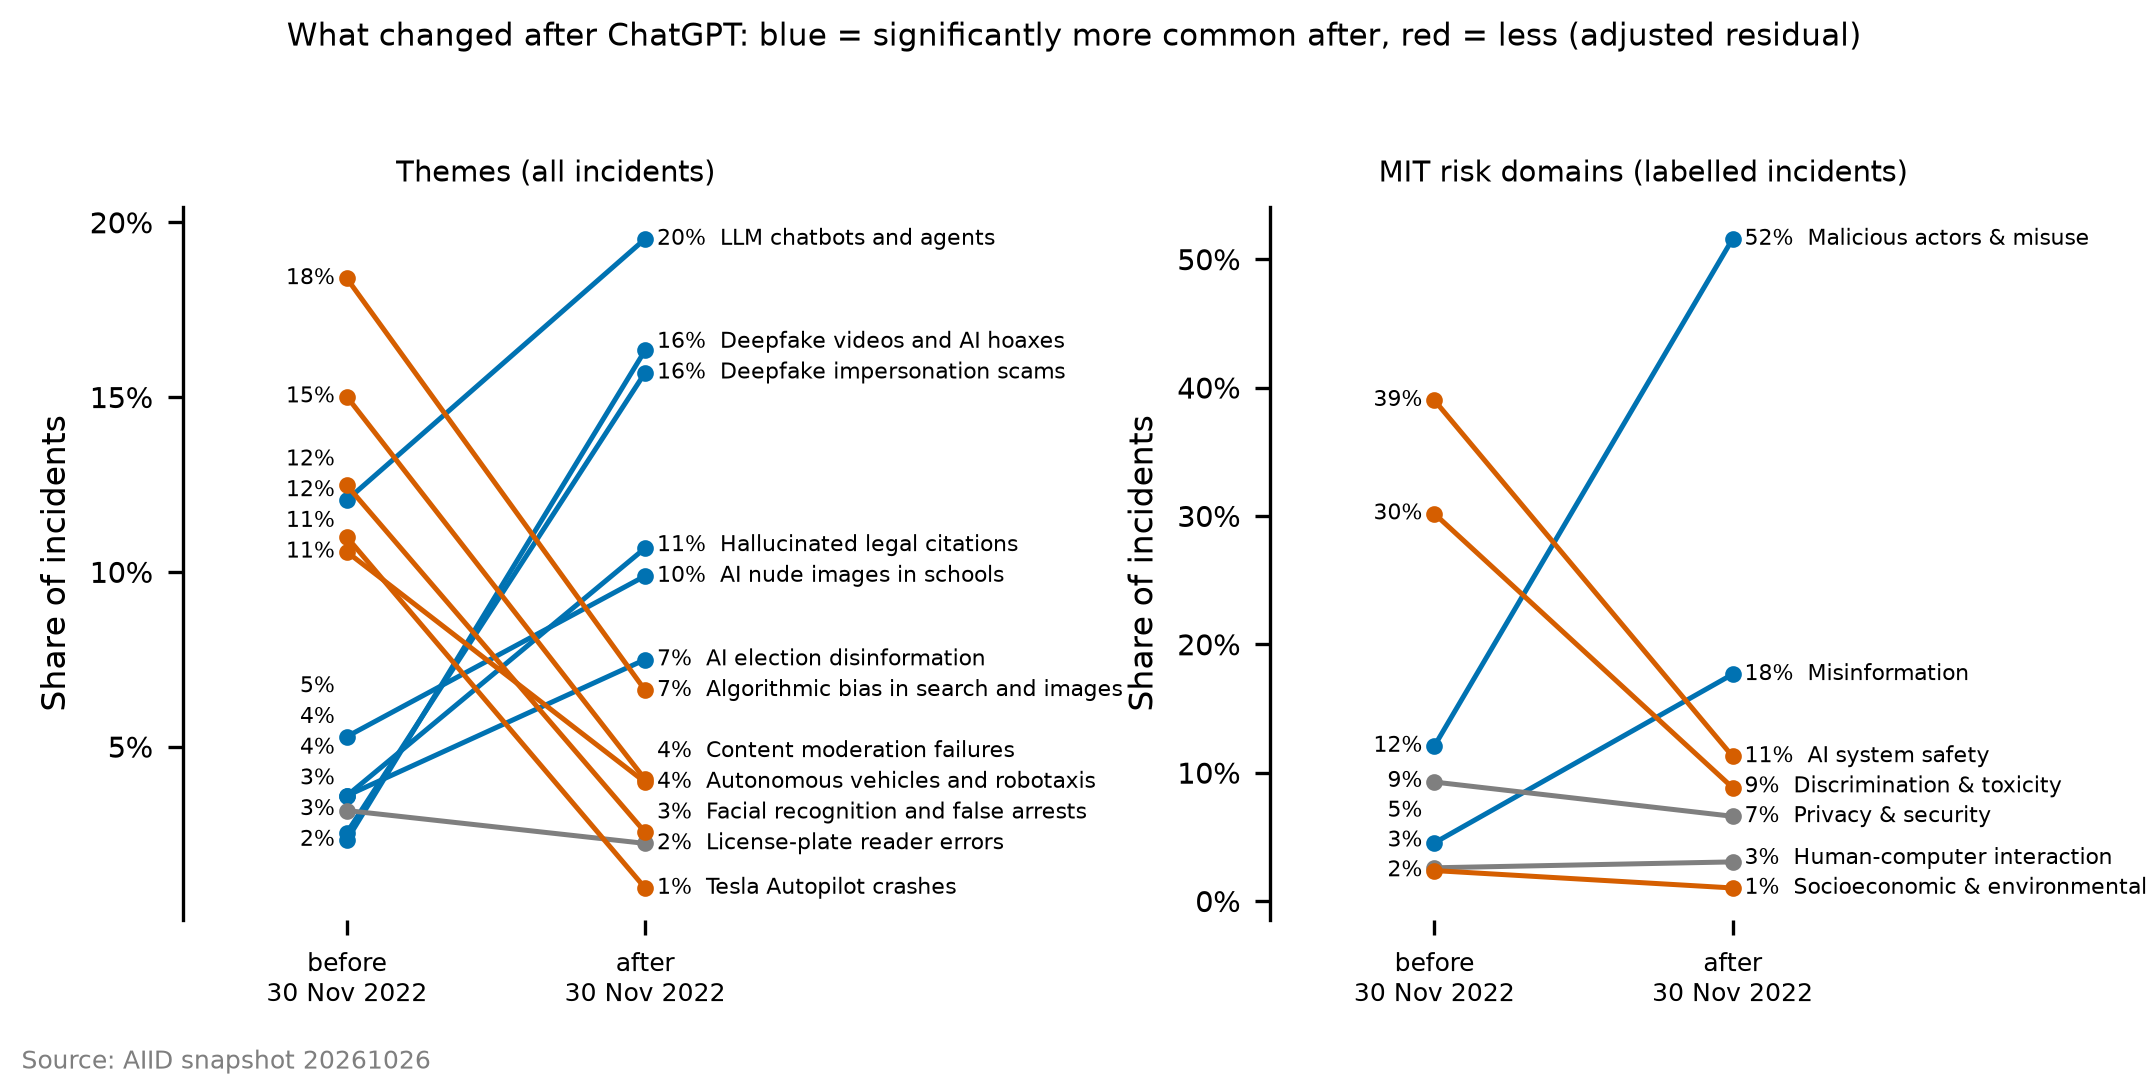 What changed after ChatGPT: blue = significantly more common after, red = less (adjusted residual)
Themes (all incidents)
Share of incidents
20%
15%
10%
5%
18%
15%
12%
12%
11%
11%
5%
4%
4%
3%
3%
2%
20% LLM chatbots and agents
16% Deepfake videos and AI hoaxes
16% Deepfake impersonation scams
11% Hallucinated legal citations
10% AI nude images in schools
7% AI election disinformation
7% Algorithmic bias in search and images
4% Content moderation failures
4% Autonomous vehicles and robotaxis
3% Facial recognition and false arrests
2% License-plate reader errors
1% Tesla Autopilot crashes
before
30 Nov 2022
after
30 Nov 2022
MIT risk domains (labelled incidents)
Share of incidents
50%
40%
30%
20%
10%
0%
39%
30%
12%
9%
5%
3%
2%
52% Malicious actors & misuse
18% Misinformation
11% AI system safety
9% Discrimination & toxicity
7% Privacy & security
3% Human-computer interaction
1% Socioeconomic & environmental
before
30 Nov 2022
after
30 Nov 2022
Source: AIID snapshot 20261026